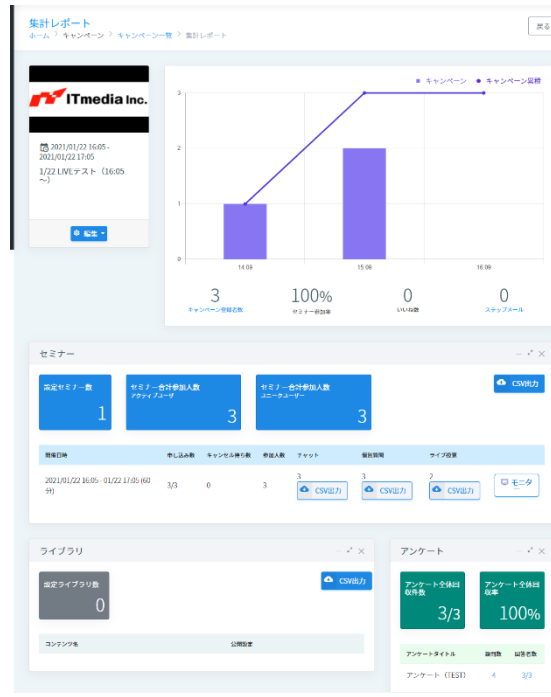 集計レポート
ホーム > キャンペーン > キャンペーン一覧 > 集計レポート
戻る
ITmedia Inc.
2021/01/22 16:05 -
2021/01/22 17:05
1/22 LIVEテスト（16:05
～）
編集
キャンペーン キャンペーン累積
3
2
1
0
14:00 15:00 16:00
3 100% 0 0
キャンペーン登録者数 セミナー参加率 いいね数 ステップメール
セミナー
CSV出力
設定セミナー数
1
セミナー合計参加人数
アクティブユーザ
3
セミナー合計参加人数
ユニークユーザー
3
開催日時 申し込み数 キャンセル待ち数 参加人数 チャット 個別質問 ライブ投票
2021/01/22 16:05 - 01/22 17:05 (60
分)
3/3 0 3
3 CSV出力
3 CSV出力
2 CSV出力
モニタ
ライブラリ
CSV出力
設定ライブラリ数
0
コンテンツ名 公開設定
アンケート
アンケート全体回
収件数
3/3
アンケート全体回
収率
100%
アンケートタイトル 設問数 回答者数
アンケート（TEST） 4 3/3